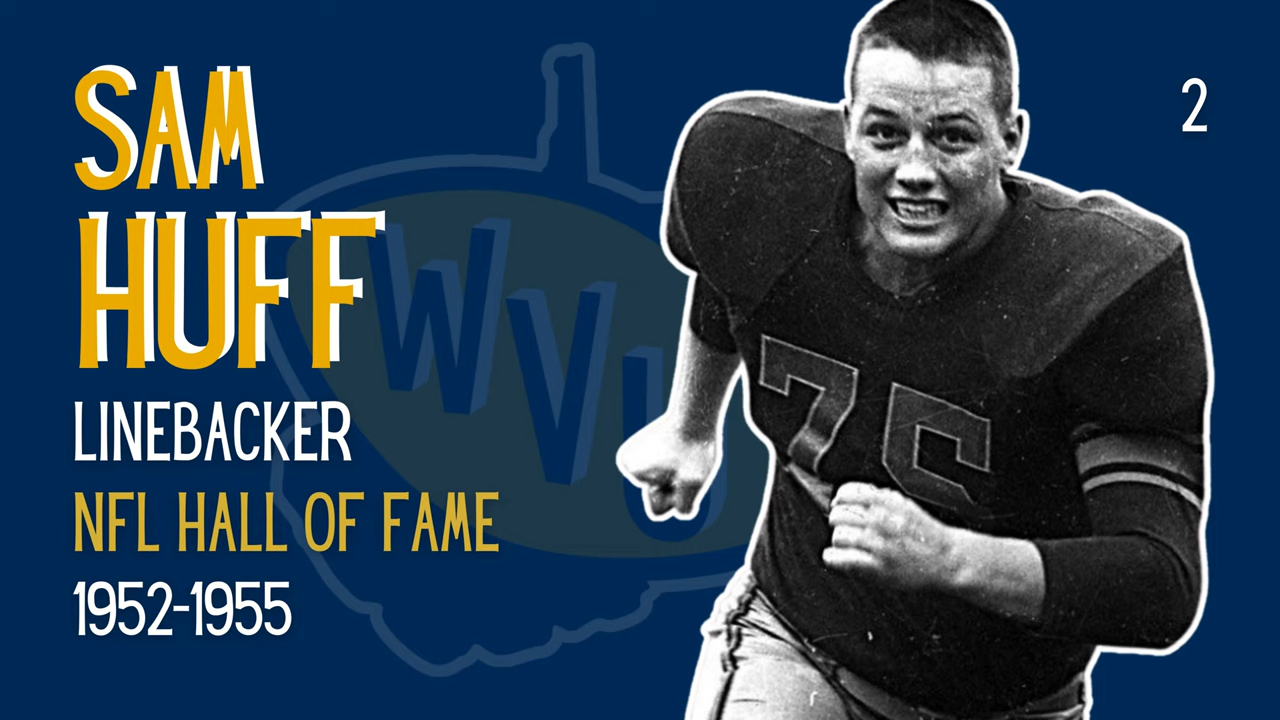 SAM
HUFF
LINEBACKER
NFL HALL OF FAME
1952-1955
2
WVU
75